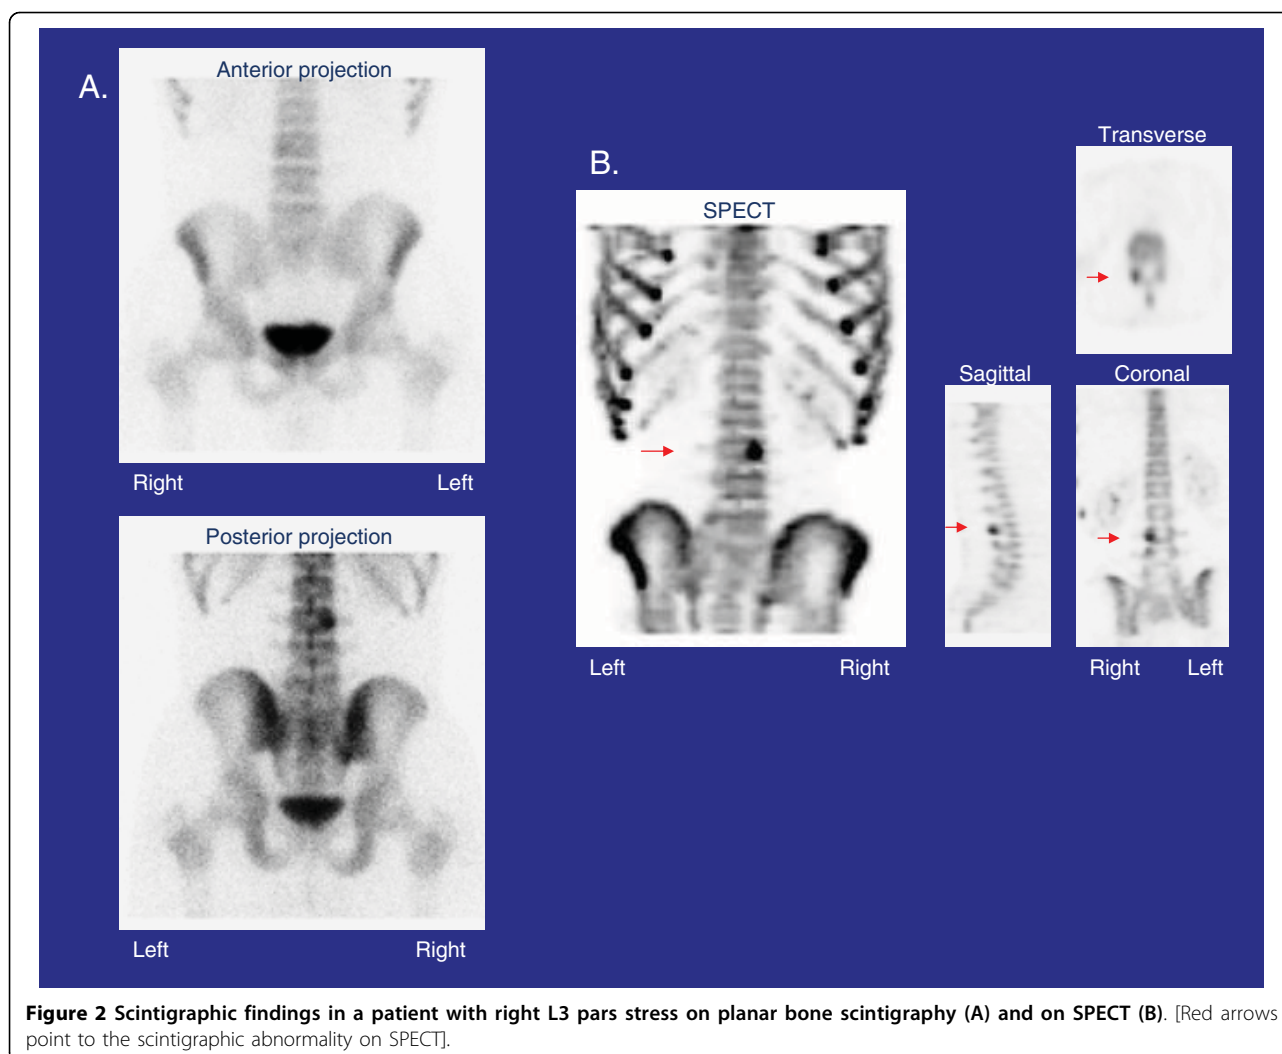 A.
Anterior projection
Right Left
Posterior projection
Left Right
B.
SPECT
Left Right
Transverse
Sagittal
Coronal
Right Left
Figure 2 Scintigraphic findings in a patient with right L3 pars stress on planar bone scintigraphy (A) and on SPECT (B). [Red arrows
point to the scintigraphic abnormality on SPECT].